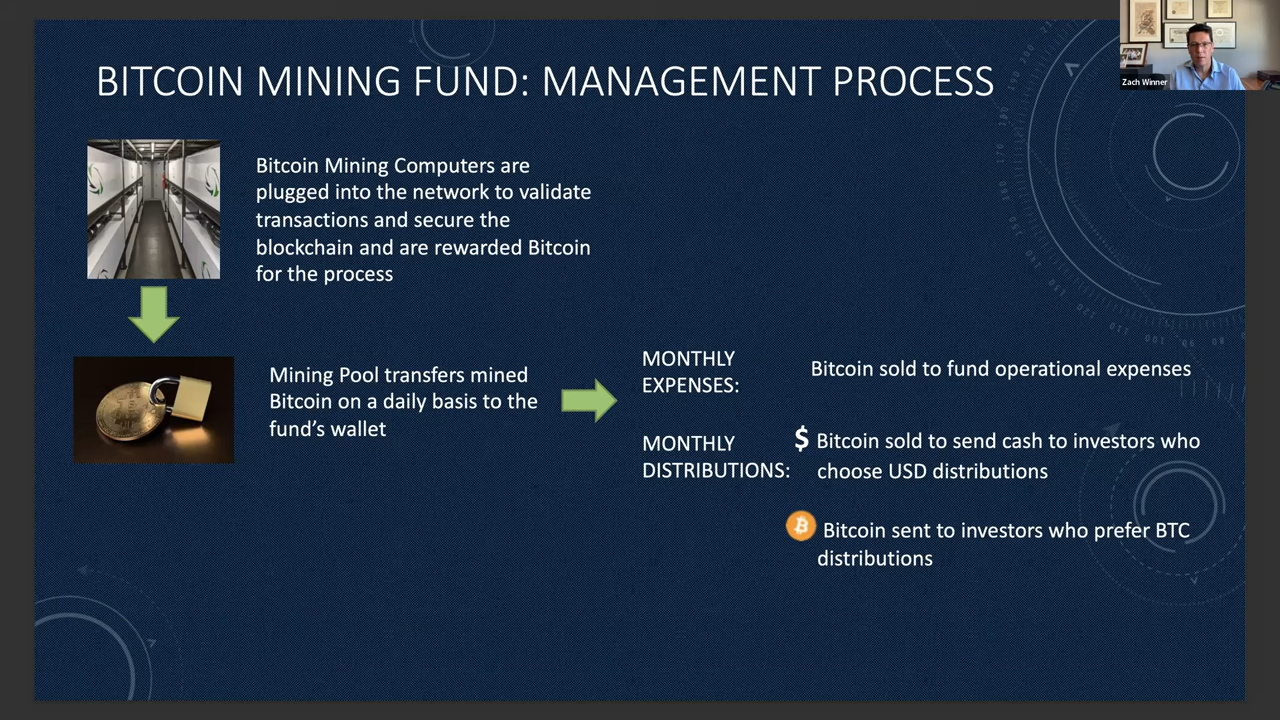 BITCOIN MINING FUND: MANAGEMENT PROCESS
Zach Winner
Bitcoin Mining Computers are
plugged into the network to validate
transactions and secure the
blockchain and are rewarded Bitcoin
for the process
Mining Pool transfers mined
Bitcoin on a daily basis to the
fund's wallet
MONTHLY
EXPENSES:
Bitcoin sold to fund operational expenses
MONTHLY
DISTRIBUTIONS:
$ Bitcoin sold to send cash to investors who
choose USD distributions
Bitcoin sent to investors who prefer BTC
distributions